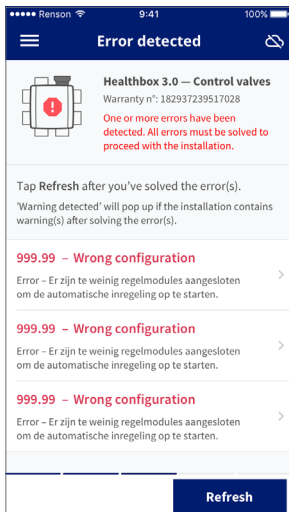 Renson 9:41 100%
Error detected
Healthbox 3.0 — Control valves
Warranty n°: 182937239517028
One or more errors have been
detected. All errors must be solved to
proceed with the installation.
Tap Refresh after you've solved the error(s).
'Warning detected' will pop up if the installation contains
warning(s) after solving the error(s).
999.99 – Wrong configuration
Error – Er zijn te weinig regelmodules aangesloten
om de automatische inregeling op te starten.
999.99 – Wrong configuration
Error – Er zijn te weinig regelmodules aangesloten
om de automatische inregeling op te starten.
999.99 – Wrong configuration
Error – Er zijn te weinig regelmodules aangesloten
om de automatische inregeling op te starten.
Refresh